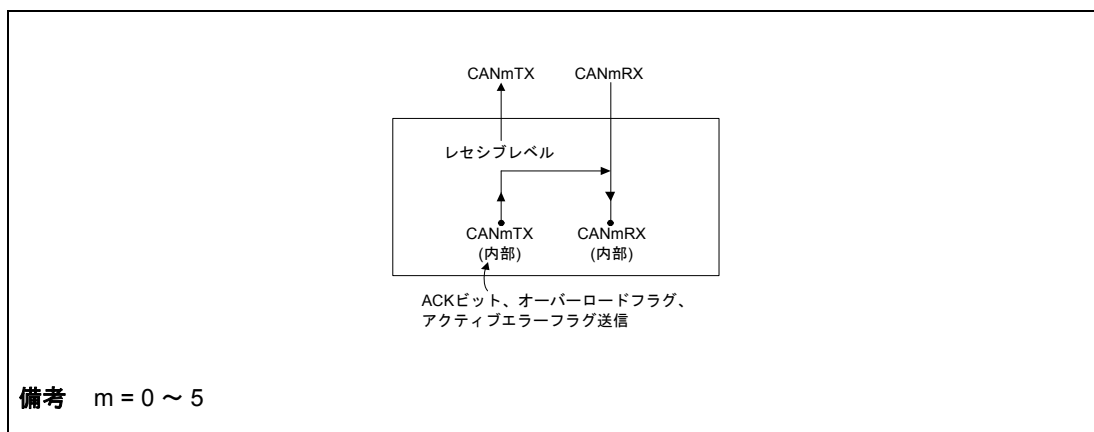 CANmTX CANmRX
レセシブレベル
CANmTX CANmRX
(内部) (内部)
ACKビット、オーバーロードフラグ、
アクティブエラーフラグ送信
備考 m = 0 ～ 5